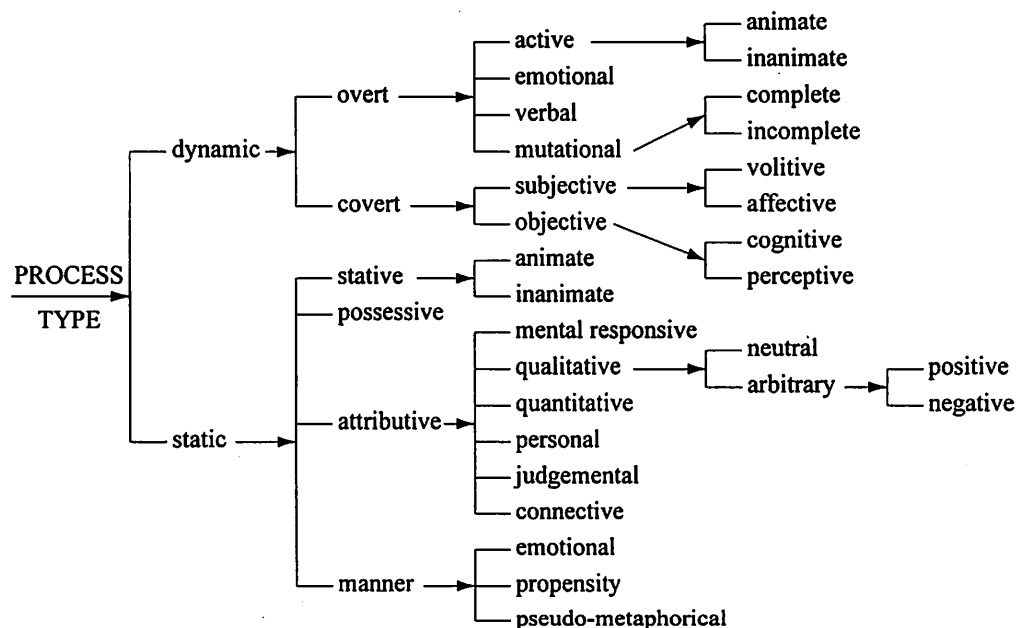 animate
active
inanimate
emotional
overt
complete
verbal
incomplete
dynamic
mutational
volitive
subjective
covert
affective
objective
cognitive
animate
PROCESS
stative
perceptive
inanimate
TYPE
possessive
mental responsive
neutral
qualitative
positive
arbitrary
quantitative
negative
static
attributive
personal
judgemental
connective
emotional
manner
propensity
pseudo-metaphorical